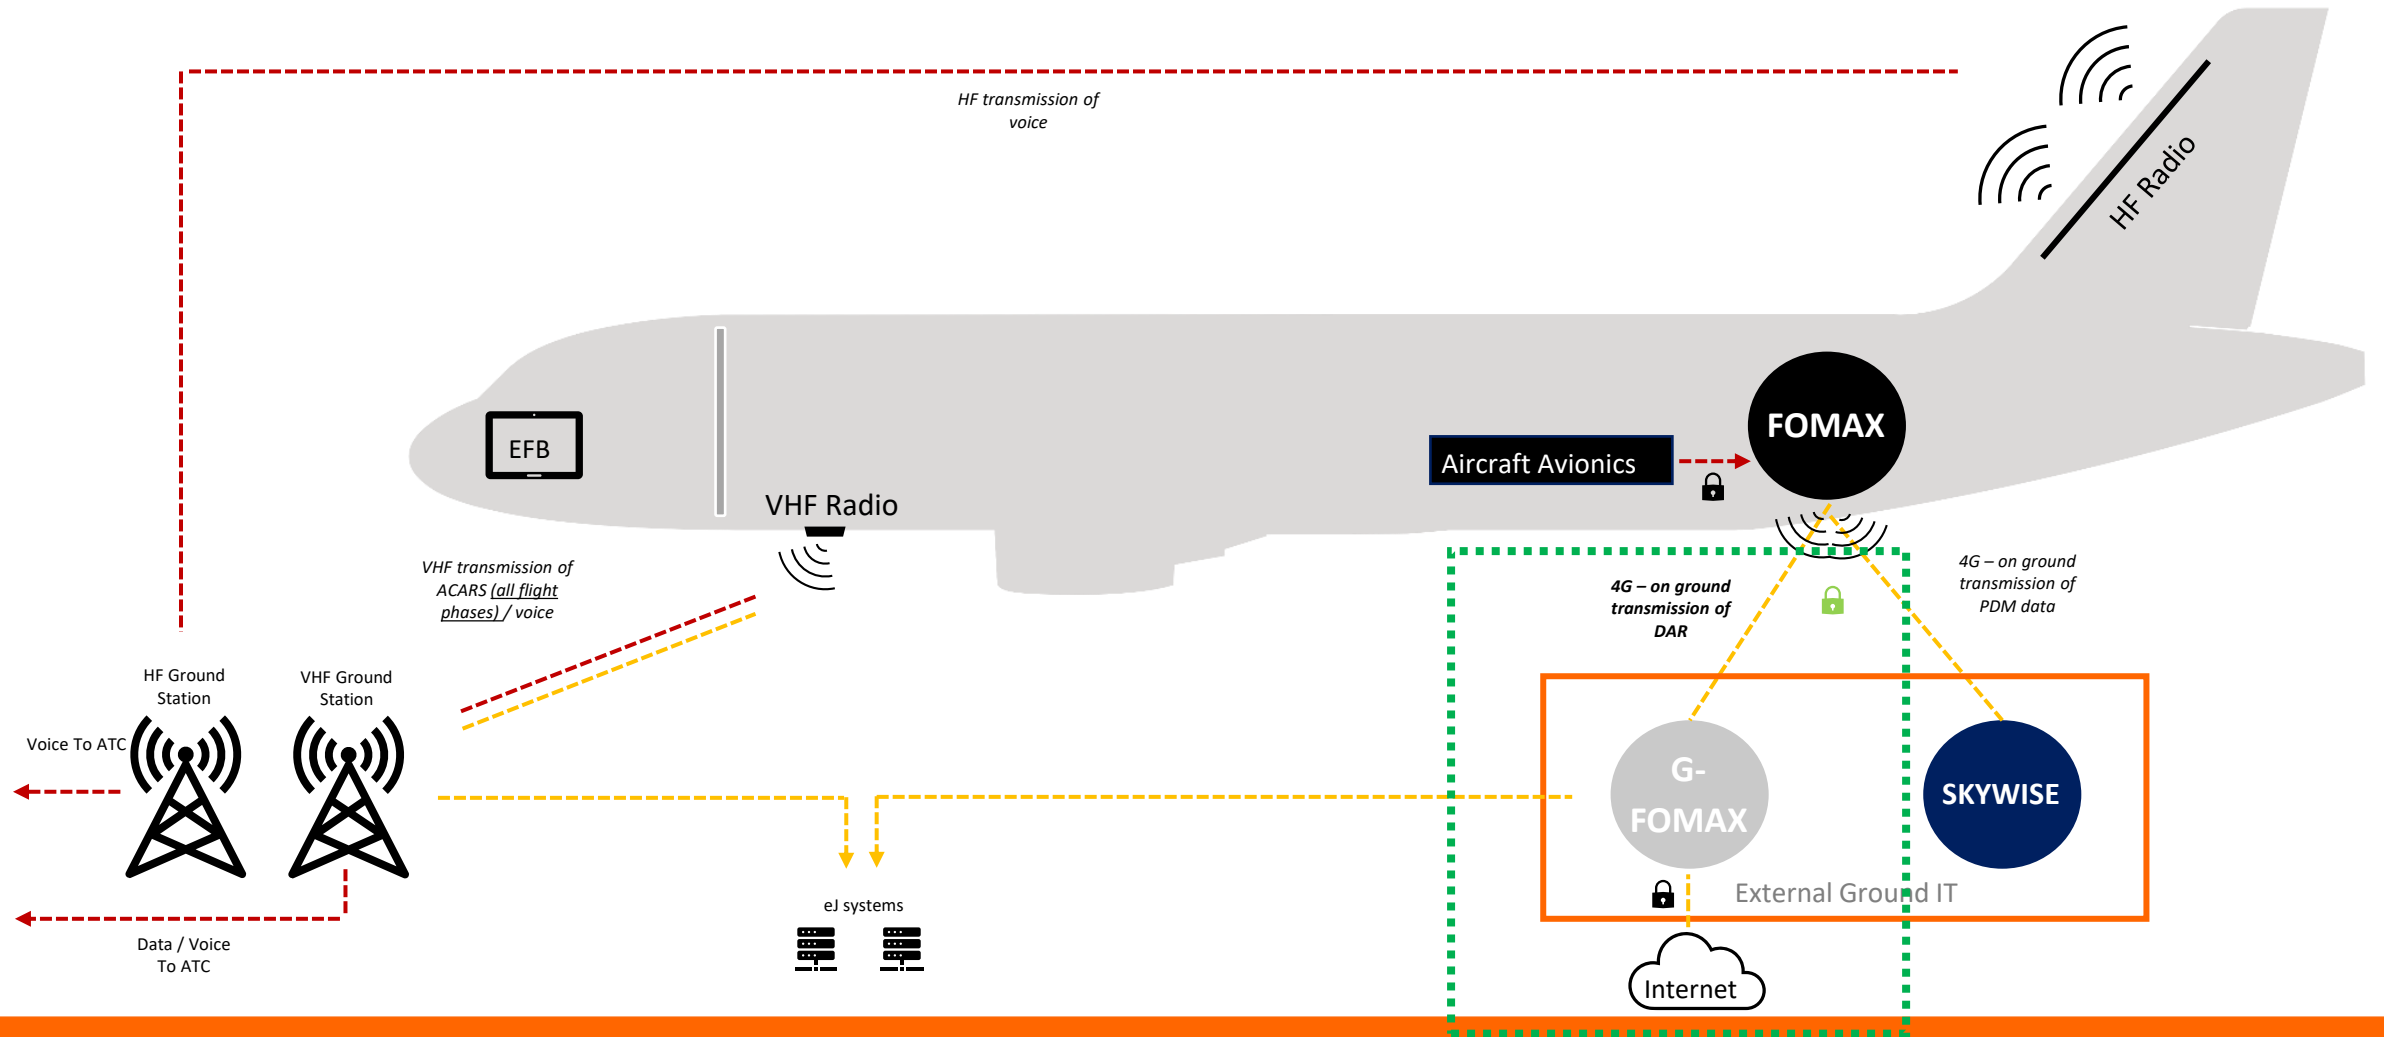 HF transmission of
voice
HF Radio
EFB
VHF Radio
Aircraft Avionics
FOMAX
VHF transmission of
ACARS (all flight
phases) / voice
4G – on ground
transmission of
DAR
4G – on ground
transmission of
PDM data
HF Ground
Station
VHF Ground
Station
Voice To ATC
Data / Voice
To ATC
eJ systems
G-
FOMAX
SKYWISE
External Ground IT
Internet